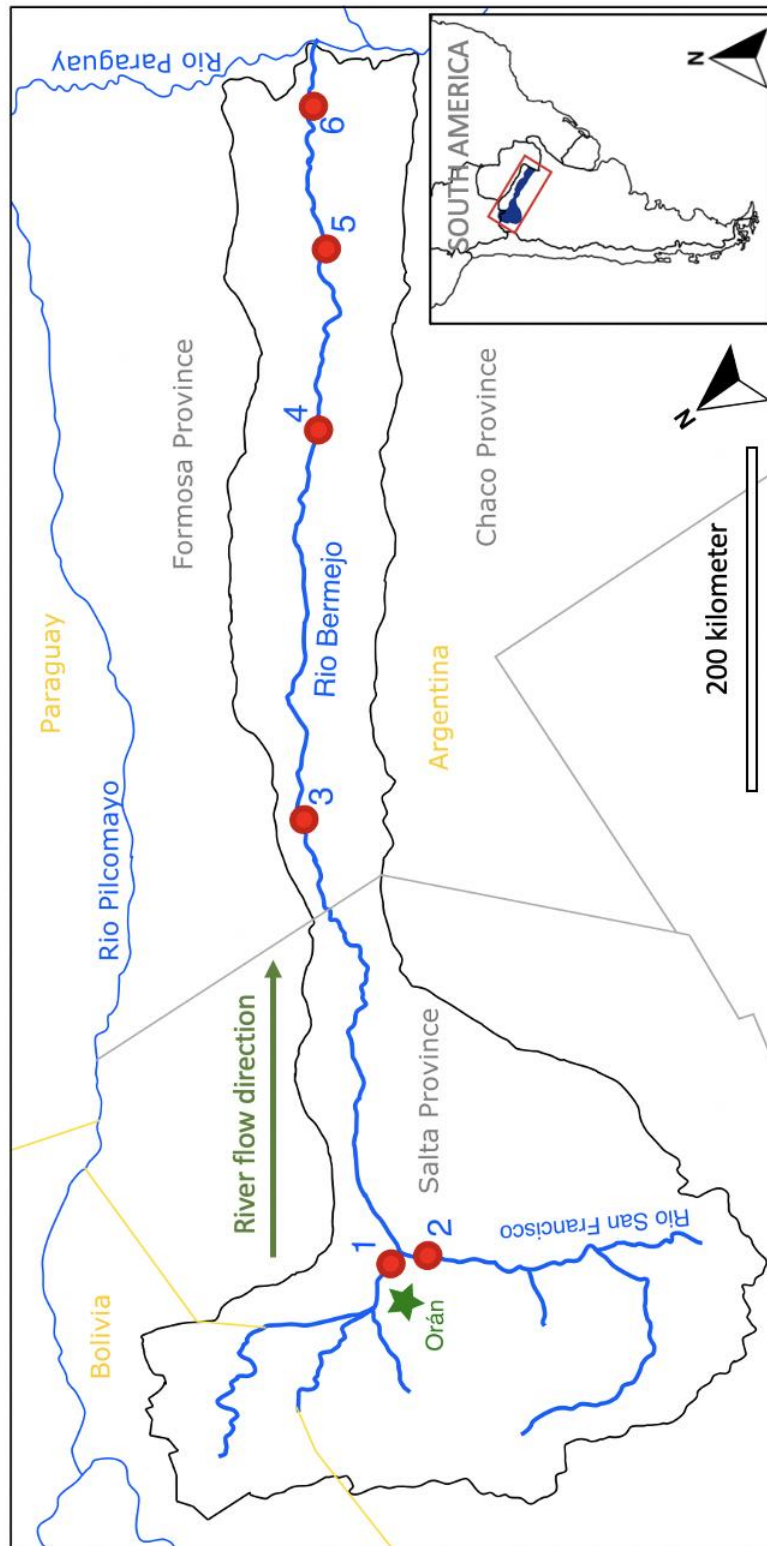 Bolivia
Rio Pilcomayo
Paraguay
Rio Paraguay
River flow direction
Formosa Province
Rio Bermejo
1
2
3
4
5
6
Orán
Salta Province
Rio San Francisco
Argentina
Chaco Province
200 kilometer
N
SOUTH AMERICA
N